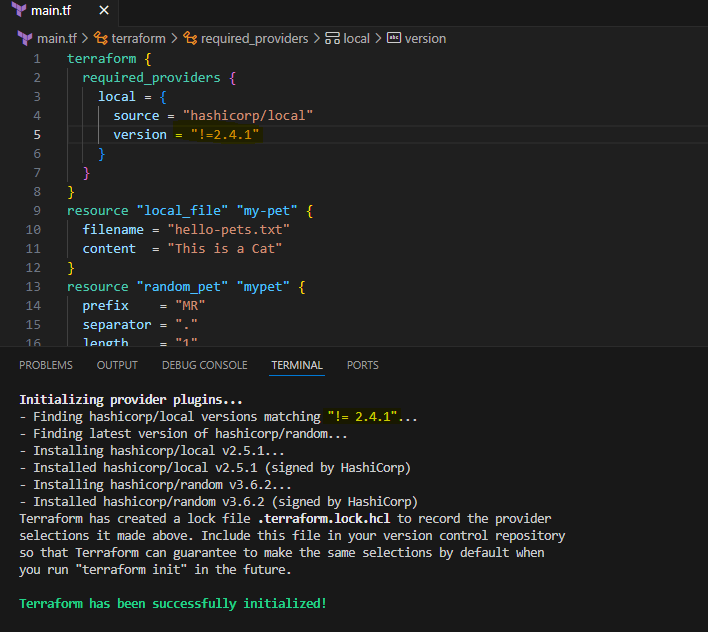 main.tf
main.tf > terraform > required_providers > local > abc version
1 terraform {
2   required_providers {
3     local = {
4       source = "hashicorp/local"
5       version = "!=2.4.1"
6     }
7   }
8 }
9 resource "local_file" "my-pet" {
10   filename = "hello-pets.txt"
11   content  = "This is a Cat"
12 }
13 resource "random_pet" "mypet" {
14   prefix    = "MR"
15   separator = "."
16   length    = "1"
PROBLEMS OUTPUT DEBUG CONSOLE TERMINAL PORTS
Initializing provider plugins...
- Finding hashicorp/local versions matching "!= 2.4.1"...
- Finding latest version of hashicorp/random...
- Installing hashicorp/local v2.5.1...
- Installed hashicorp/local v2.5.1 (signed by HashiCorp)
- Installing hashicorp/random v3.6.2...
- Installed hashicorp/random v3.6.2 (signed by HashiCorp)
Terraform has created a lock file .terraform.lock.hcl to record the provider
selections it made above. Include this file in your version control repository
so that Terraform can guarantee to make the same selections by default when
you run "terraform init" in the future.
Terraform has been successfully initialized!